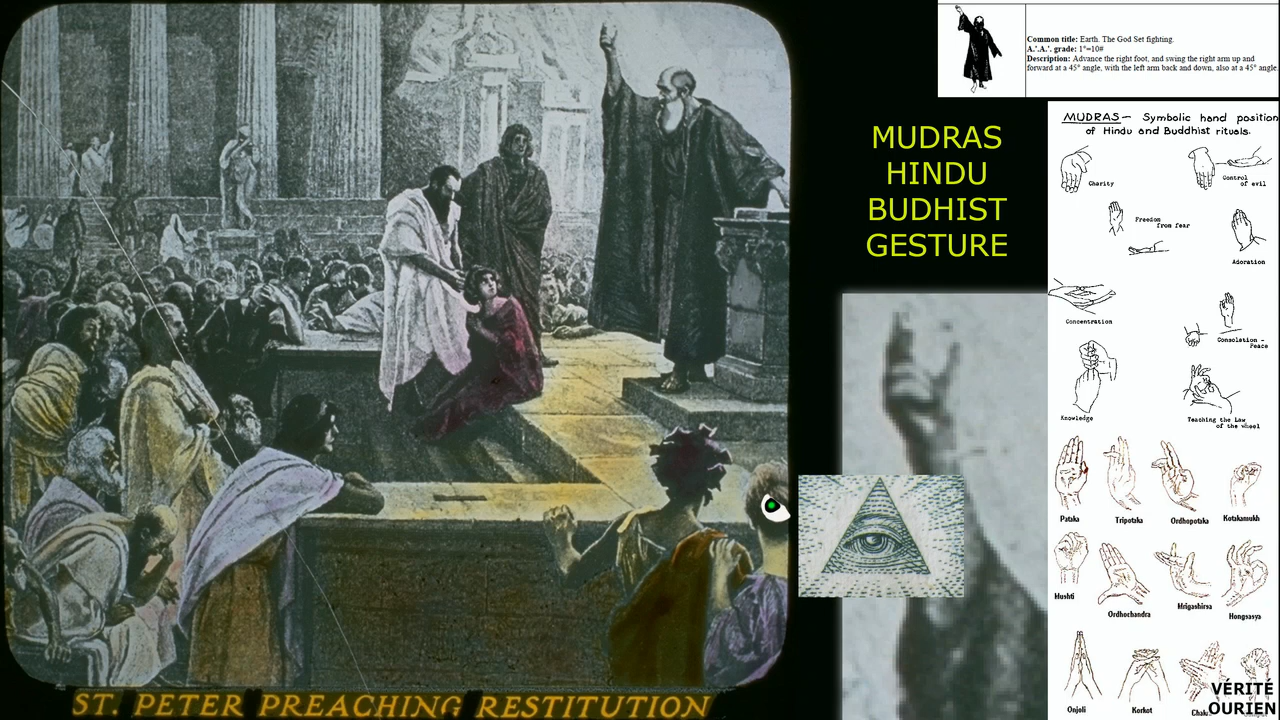 Common title: Earth. The God Set fighting.
A.'.A.'. grade: 1°=10#
Description: Advance the right foot, and swing the right arm up and
forward at a 45° angle, with the left arm back and down, also at a 45° angle.
MUDRAS
HINDU
BUDHIST
GESTURE
MUDRAS — Symbolic hand position
of Hindu and Buddhist rituals.
Charity
Control
of evil
Freedom
from fear
Adoration
Concentration
Consolation -
Peace
Knowledge
Teaching the Law
of the wheel
Pataka
Tripotaka
Ordhopotaka
Kotakamukh
Mushti
Ordhochandra
Mrigashirsa
Hongsasya
Onjoli
Korkot
ST. PETER PREACHING RESTITUTION
VÉRITÉ
OURIEN